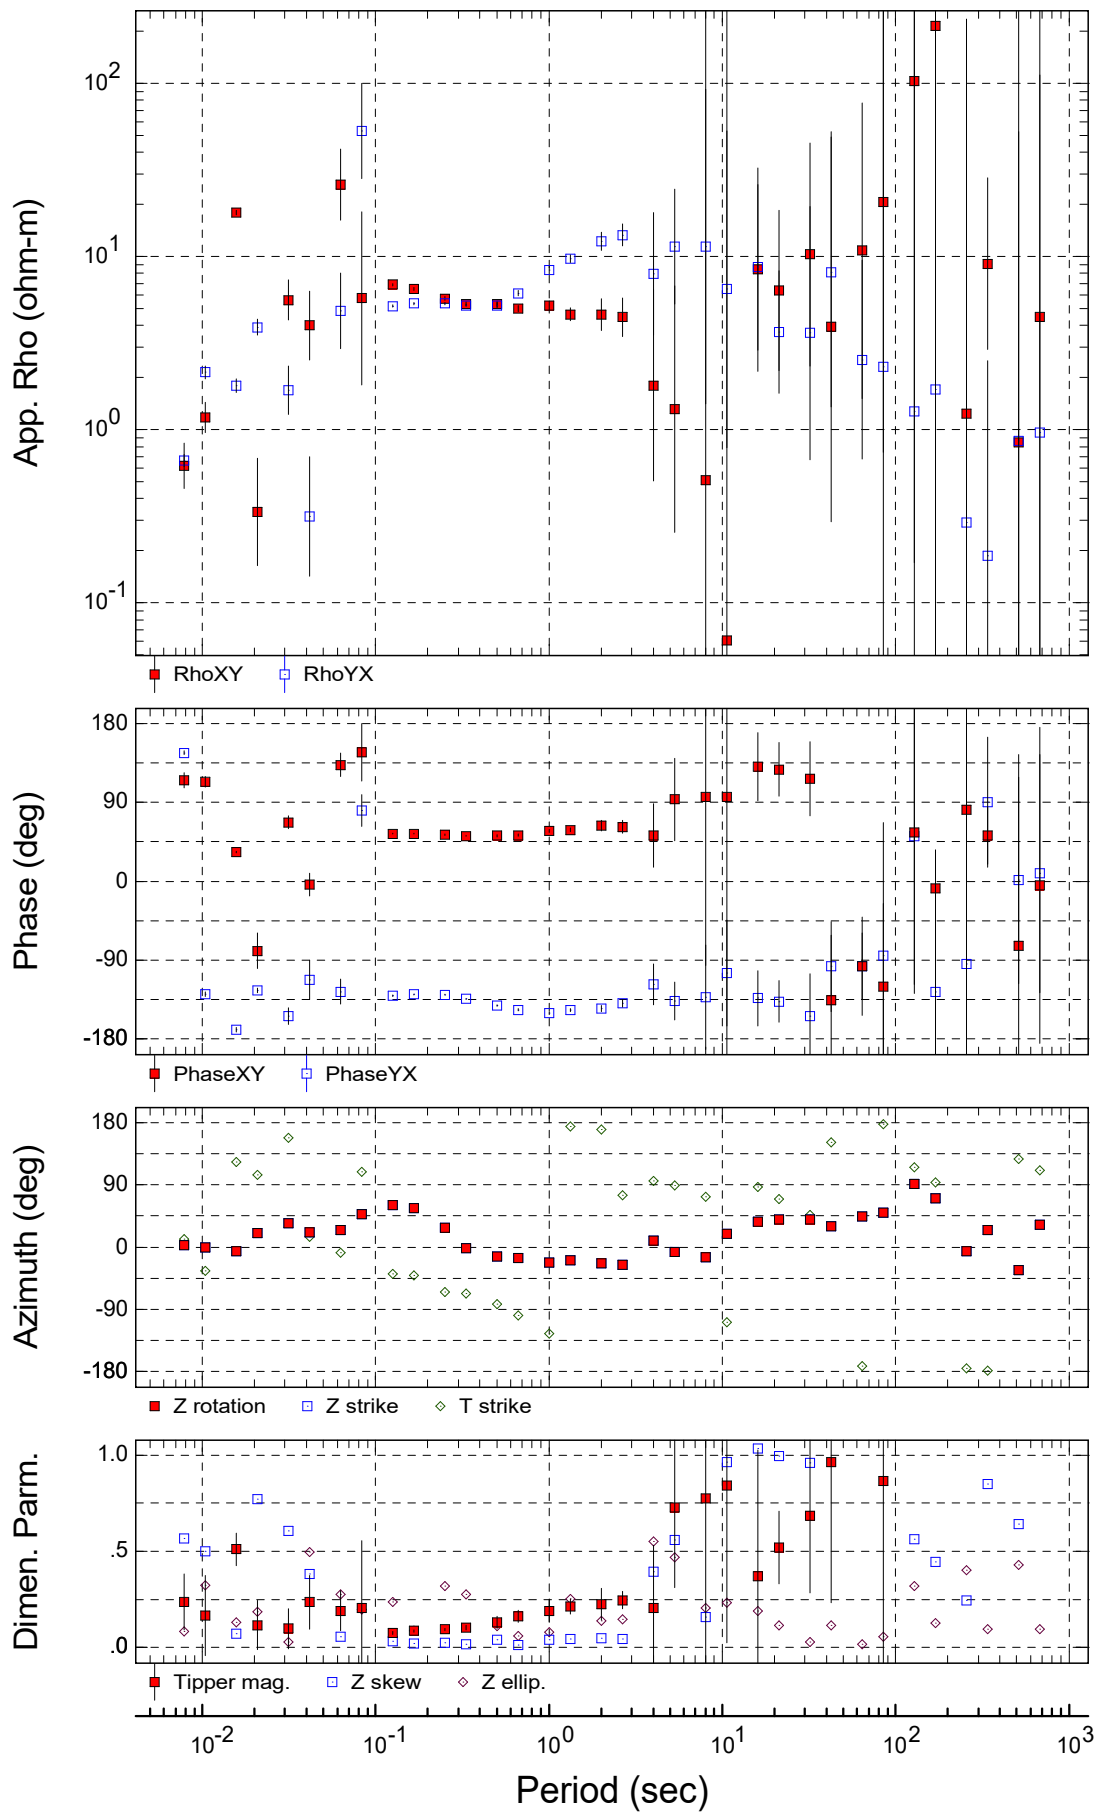 App. Rho (ohm-m)
10^2
10^1
10^0
10^-1
RhoXY RhoYX
Phase (deg)
180
90
0
-90
-180
PhaseXY PhaseYX
Azimuth (deg)
180
90
0
-90
-180
Z rotation Z strike T strike
Dimen. Parm.
1.0
.5
.0
Tipper mag. Z skew Z ellip.
10^-2 10^-1 10^0 10^1 10^2 10^3
Period (sec)